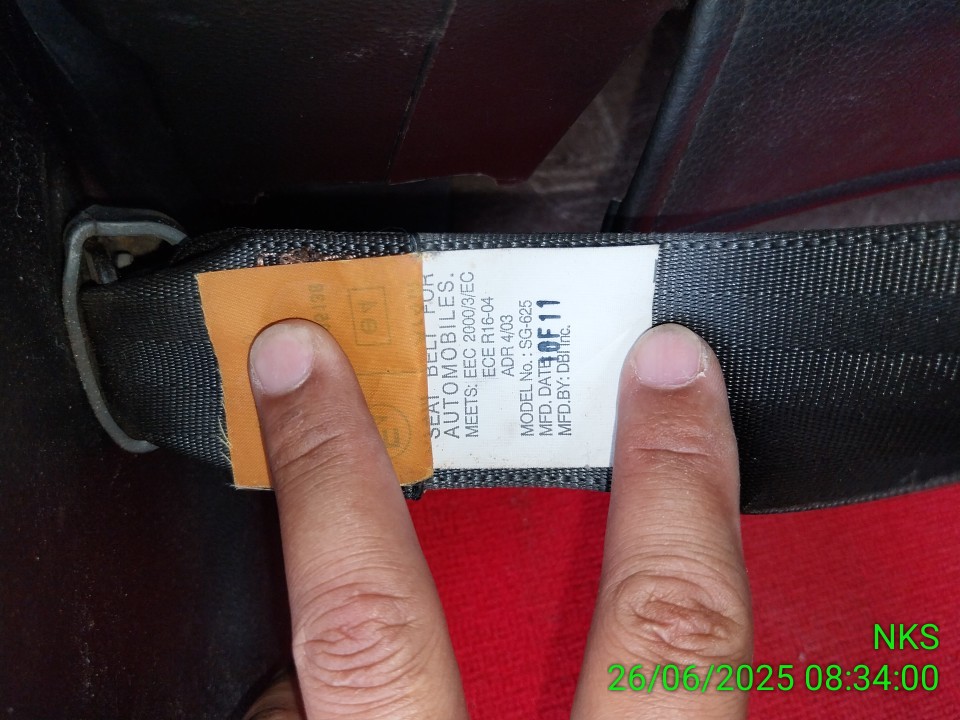 SEAT BELT FOR
AUTOMOBILES.
MEETS: EEC 2000/3/EC
ECE R16-04
ADR 4/03
MODEL No.: SG-625
MFD. DATE 10F11
MFD.BY: DBI Inc.
NKS
26/06/2025 08:34:00